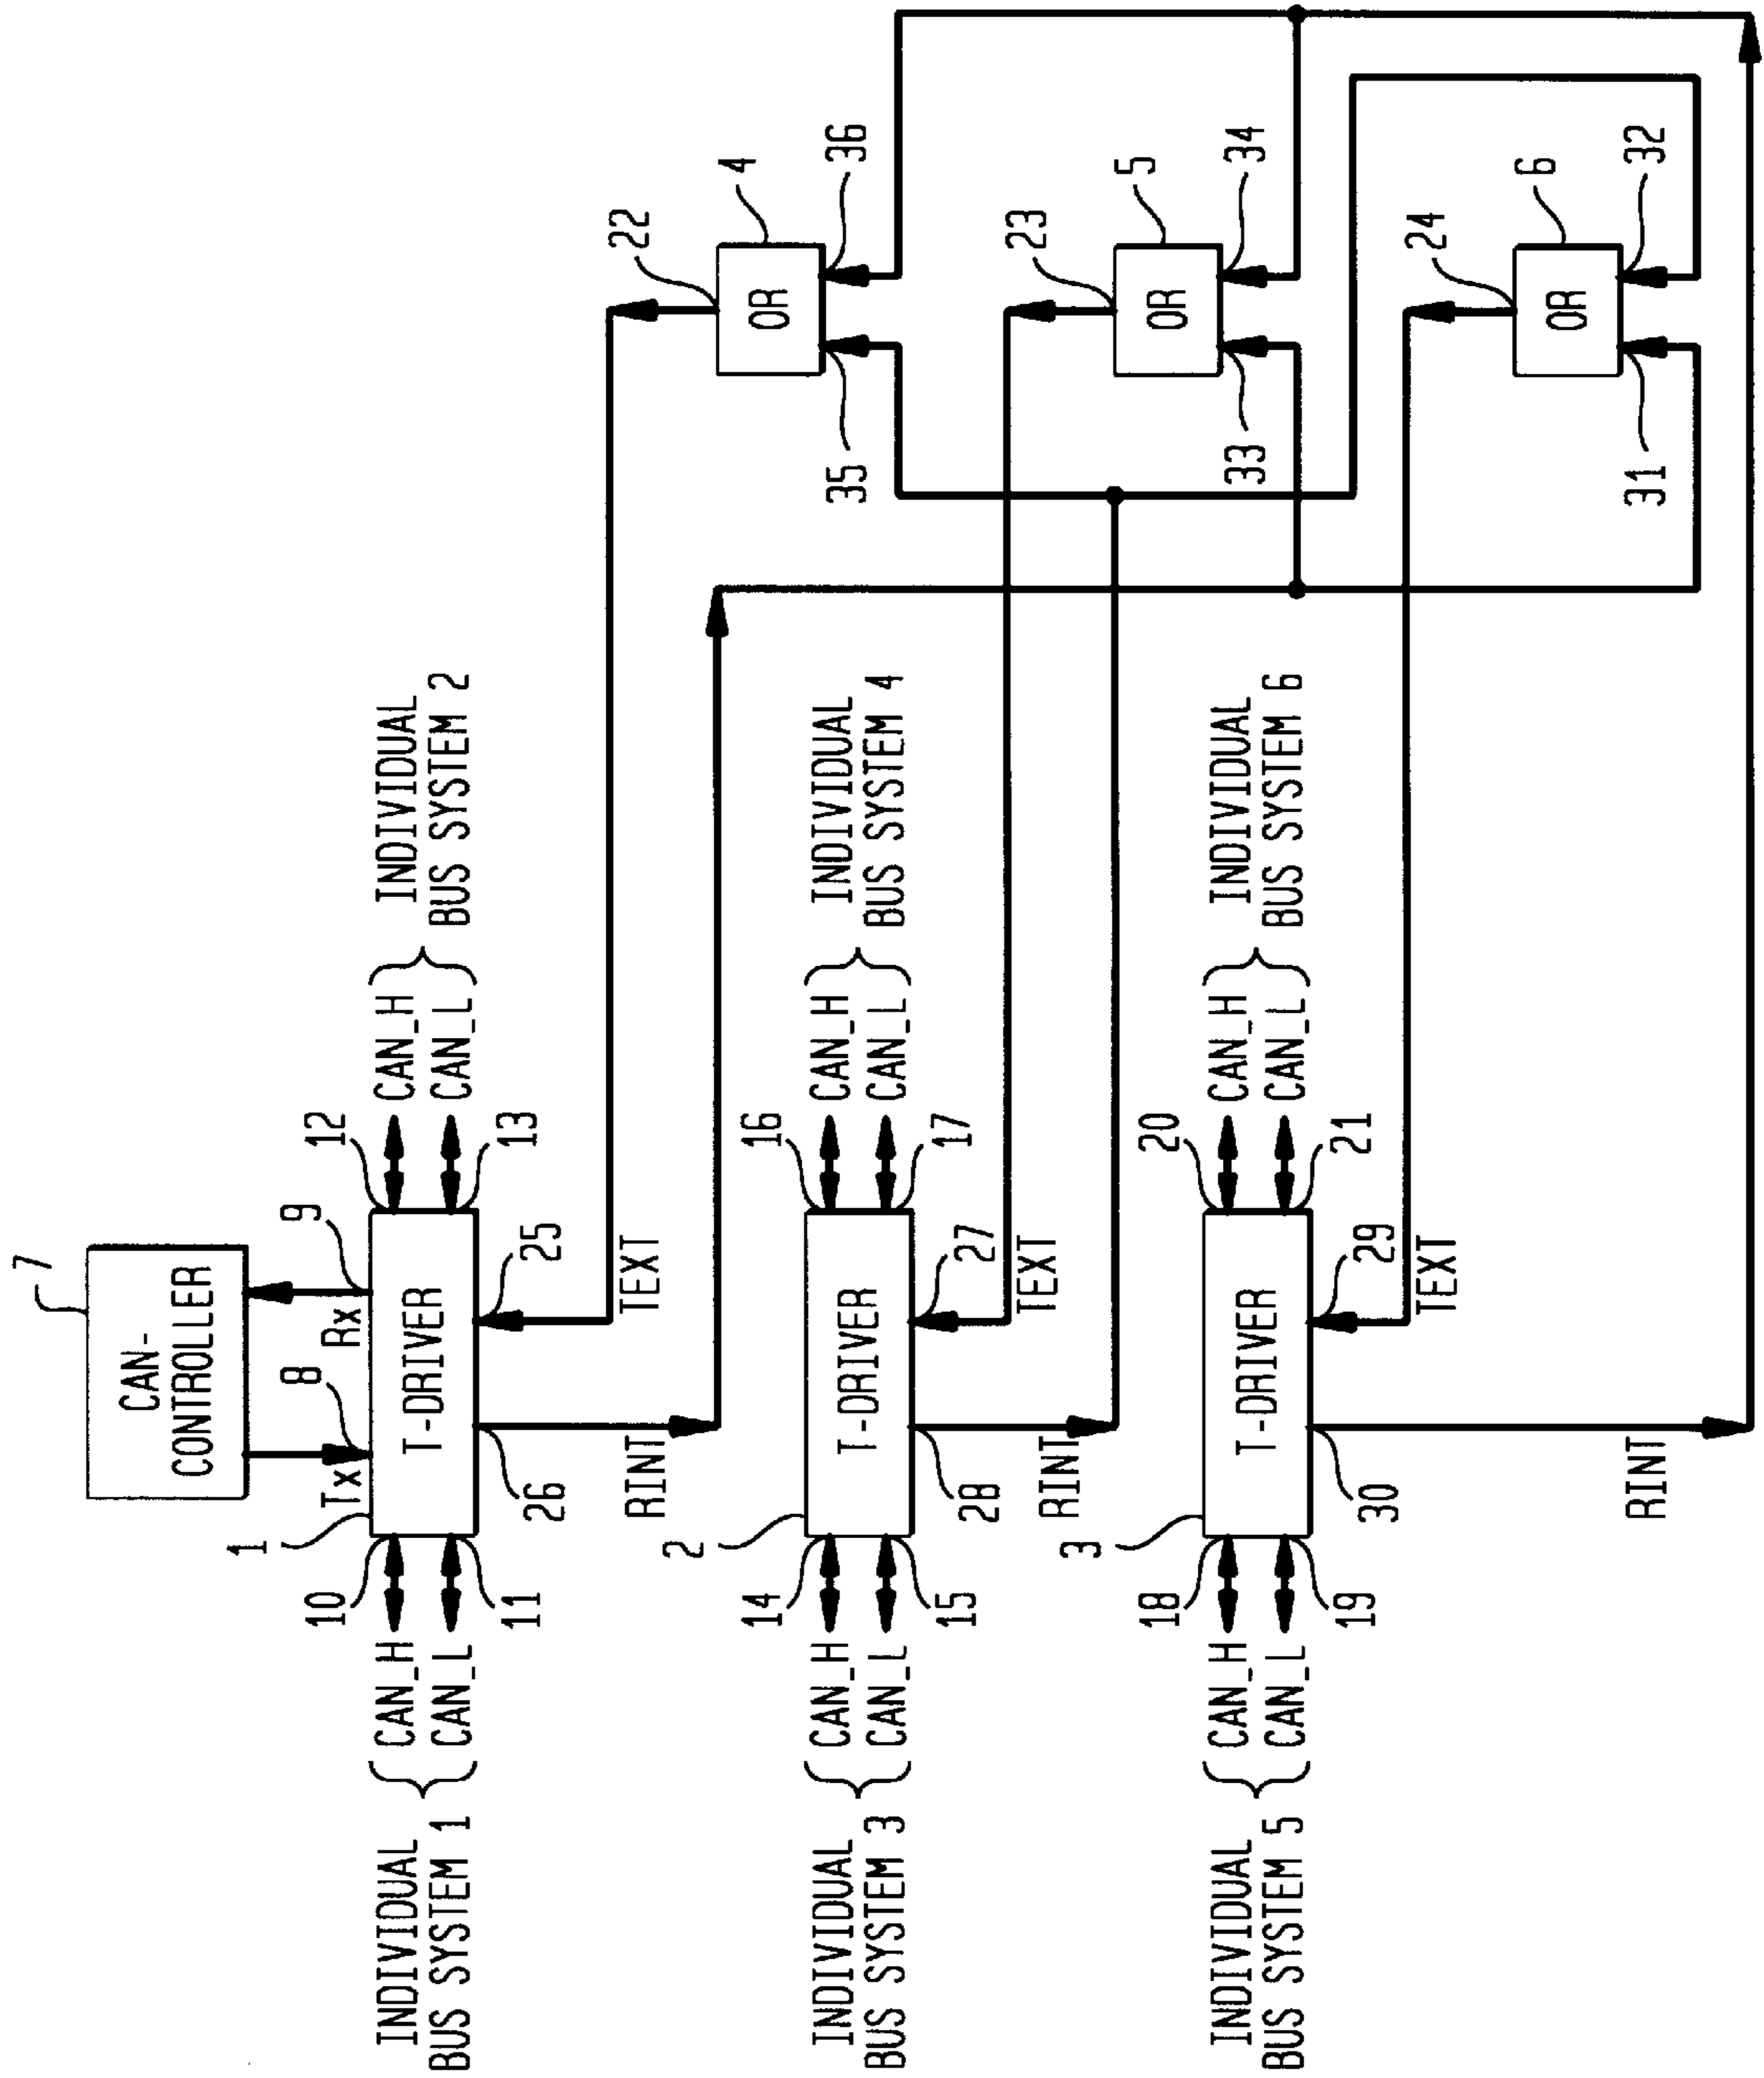 7
CAN-
CONTROLLER
8
9
Tx
Rx
1
10
11
12
13
T-DRIVER
INDIVIDUAL
BUS SYSTEM 1
CAN_H
CAN_L
CAN_H
CAN_L
INDIVIDUAL
BUS SYSTEM 2
26
25
RINT
TEXT
22
4
OR
35
36
2
14
15
16
17
T-DRIVER
INDIVIDUAL
BUS SYSTEM 3
CAN_H
CAN_L
CAN_H
CAN_L
INDIVIDUAL
BUS SYSTEM 4
28
27
RINT
TEXT
23
5
OR
33
34
3
18
19
20
21
T-DRIVER
INDIVIDUAL
BUS SYSTEM 5
CAN_H
CAN_L
CAN_H
CAN_L
INDIVIDUAL
BUS SYSTEM 6
30
29
RINT
TEXT
24
6
OR
31
32